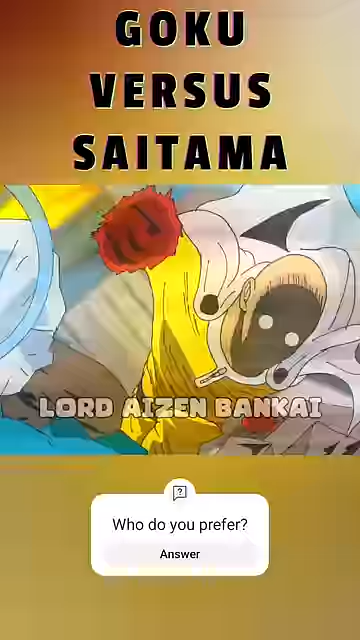 GOKU
VERSUS
SAITAMA
LORD AIZEN BANKAI
?
Who do you prefer?
Answer